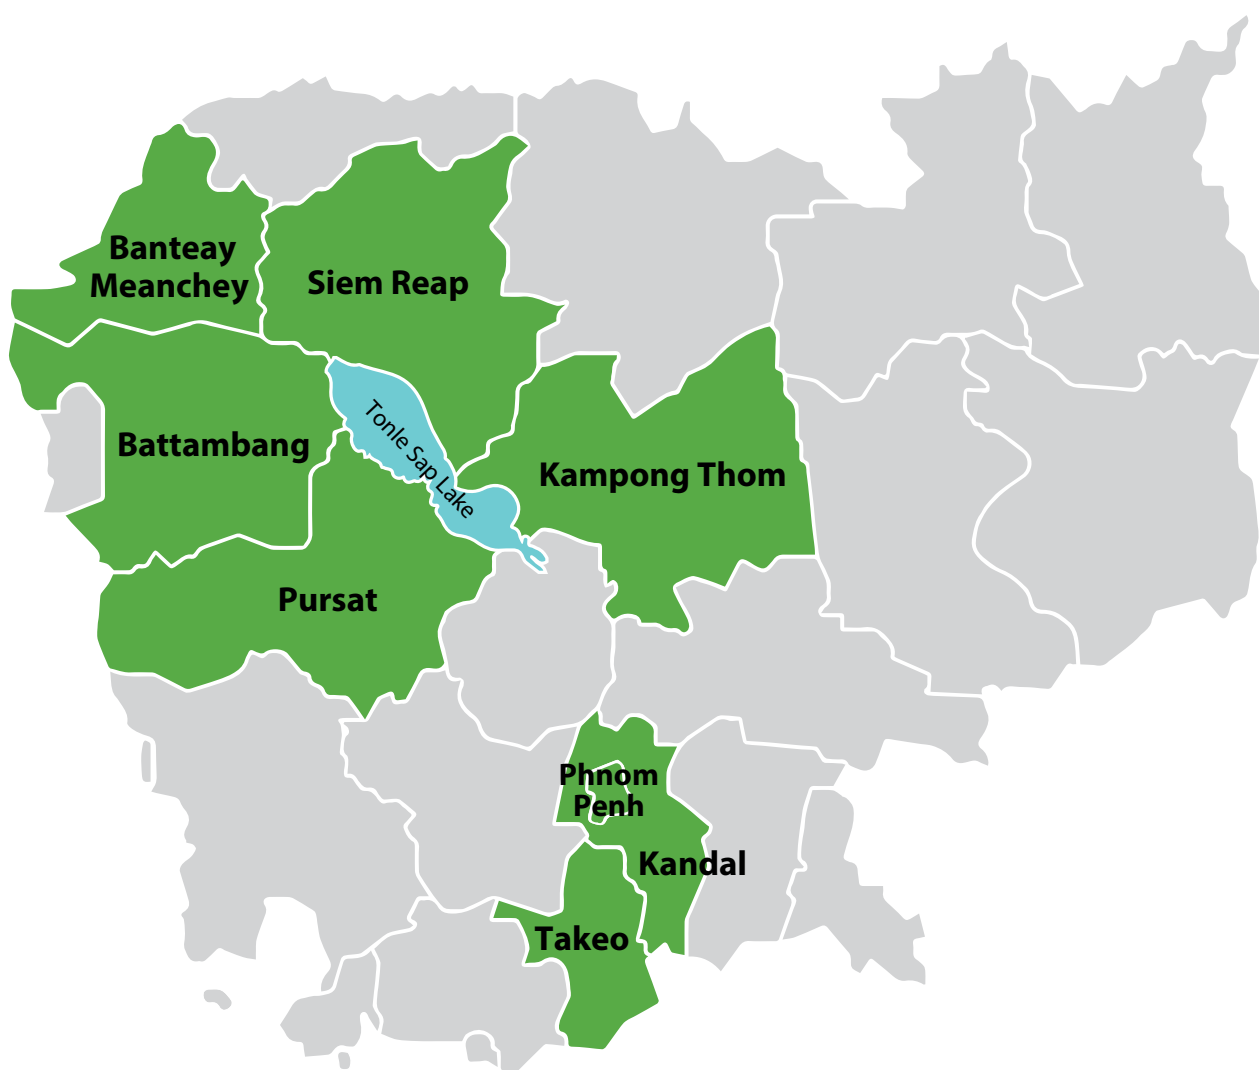 Banteay
Meanchey
Siem Reap
Tonle Sap Lake
Battambang
Kampong Thom
Pursat
Phnom
Penh
Kandal
Takeo